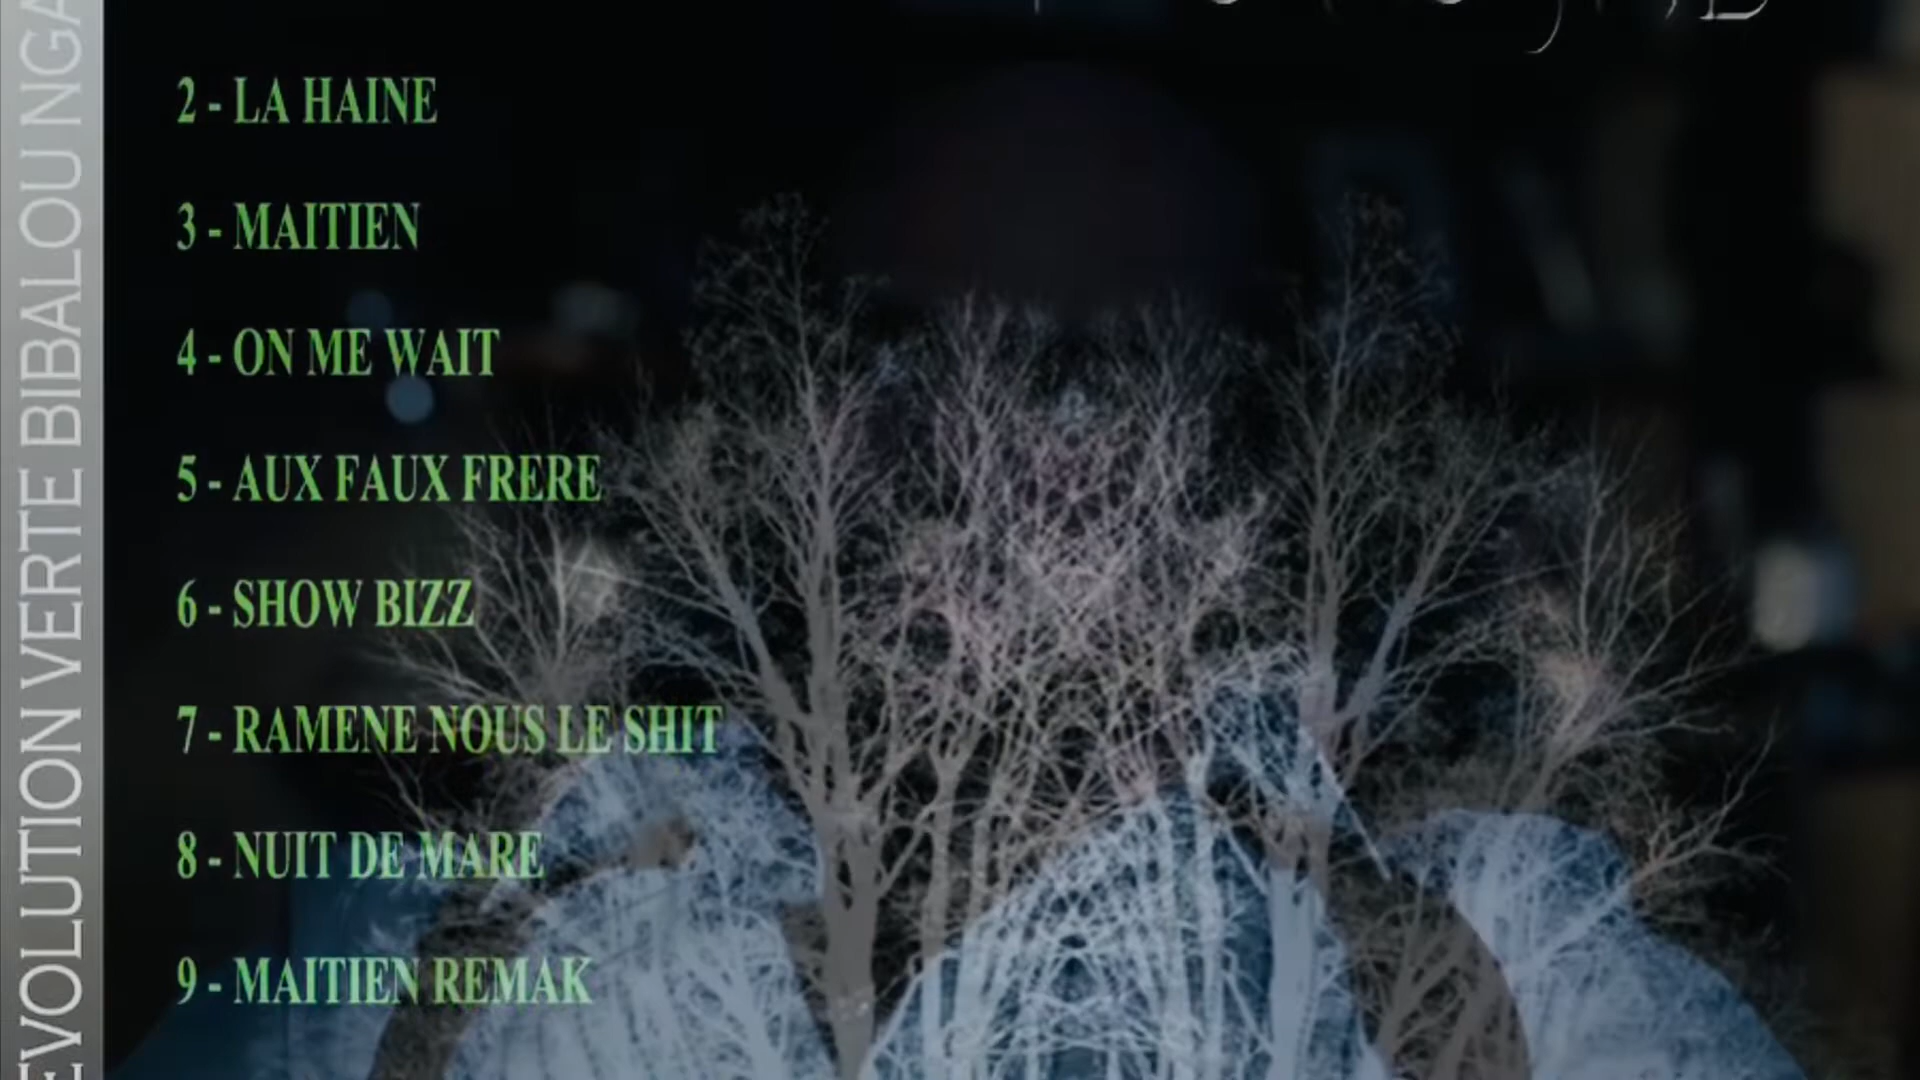 2 - LA HAINE
3 - MAITIEN
4 - ON ME WAIT
5 - AUX FAUX FRERE
6 - SHOW BIZZ
7 - RAMENE NOUS LE SHIT
8 - NUIT DE MARE
9 - MAITIEN REMAK
EVOLUTION VERTE BIBALOU NGA